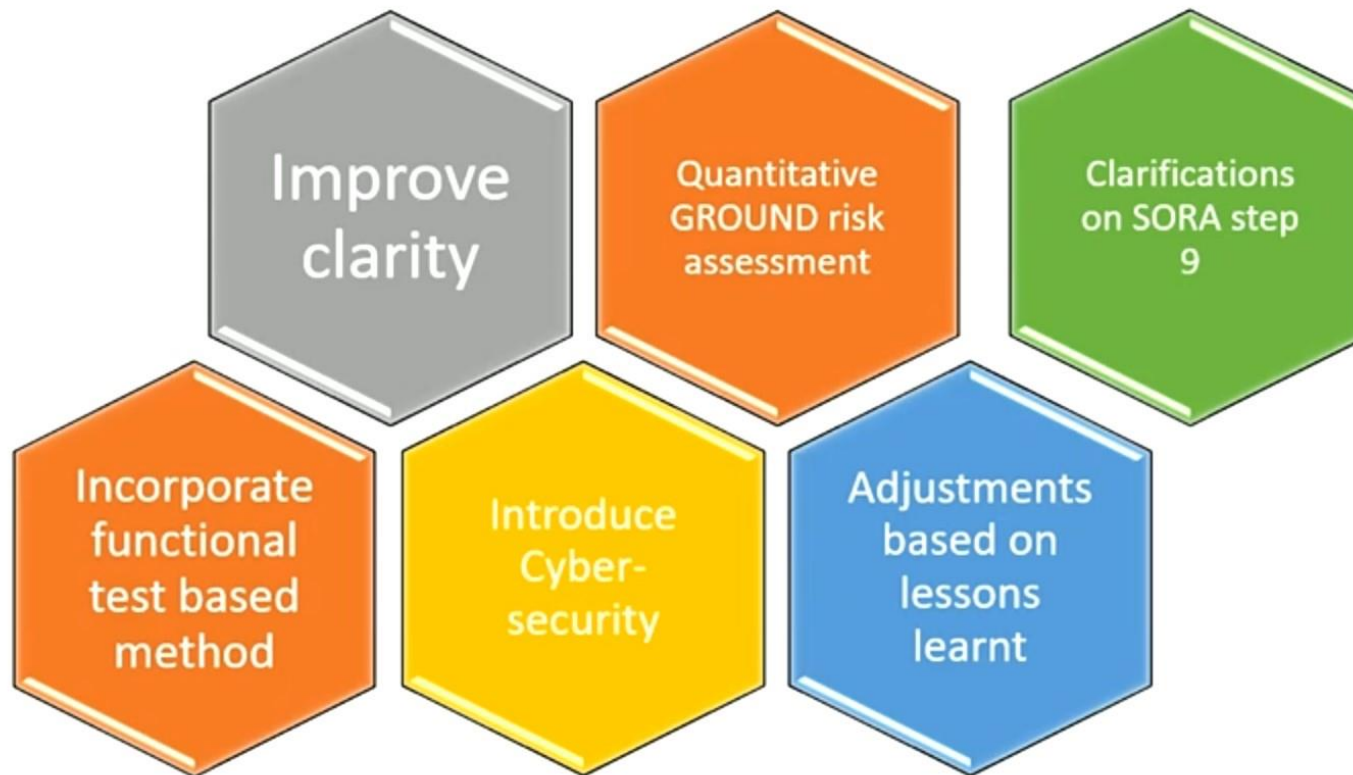 Improve
clarity
Quantitative
GROUND risk
assessment
Clarifications
on SORA step
9
Incorporate
functional
test based
method
Introduce
Cyber-
security
Adjustments
based on
lessons
learnt